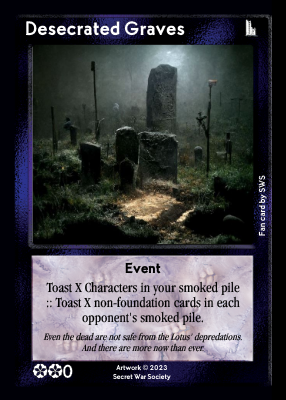 Desecrated Graves
Fan card by SWS
Event
Toast X Characters in your smoked pile
:: Toast X non-foundation cards in each
opponent's smoked pile.
Even the dead are not safe from the Lotus' depredations.
And there are more now than ever.
0
Artwork © 2023
Secret War Society